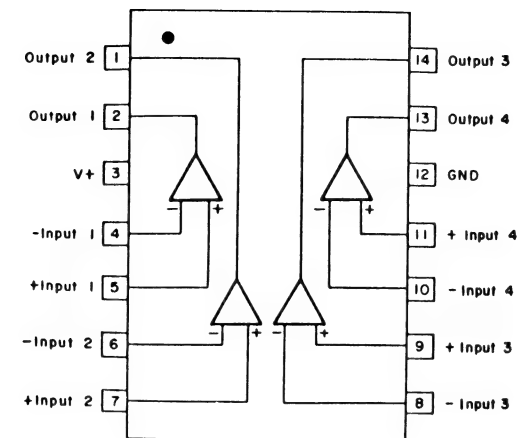 Output 2 1
14 Output 3
Output 1 2
13 Output 4
V+ 3
12 GND
- +
- +
-Input 1 4
11 + Input 4
+Input 1 5
10 - Input 4
- +
- +
-Input 2 6
9 + Input 3
+Input 2 7
8 - Input 3